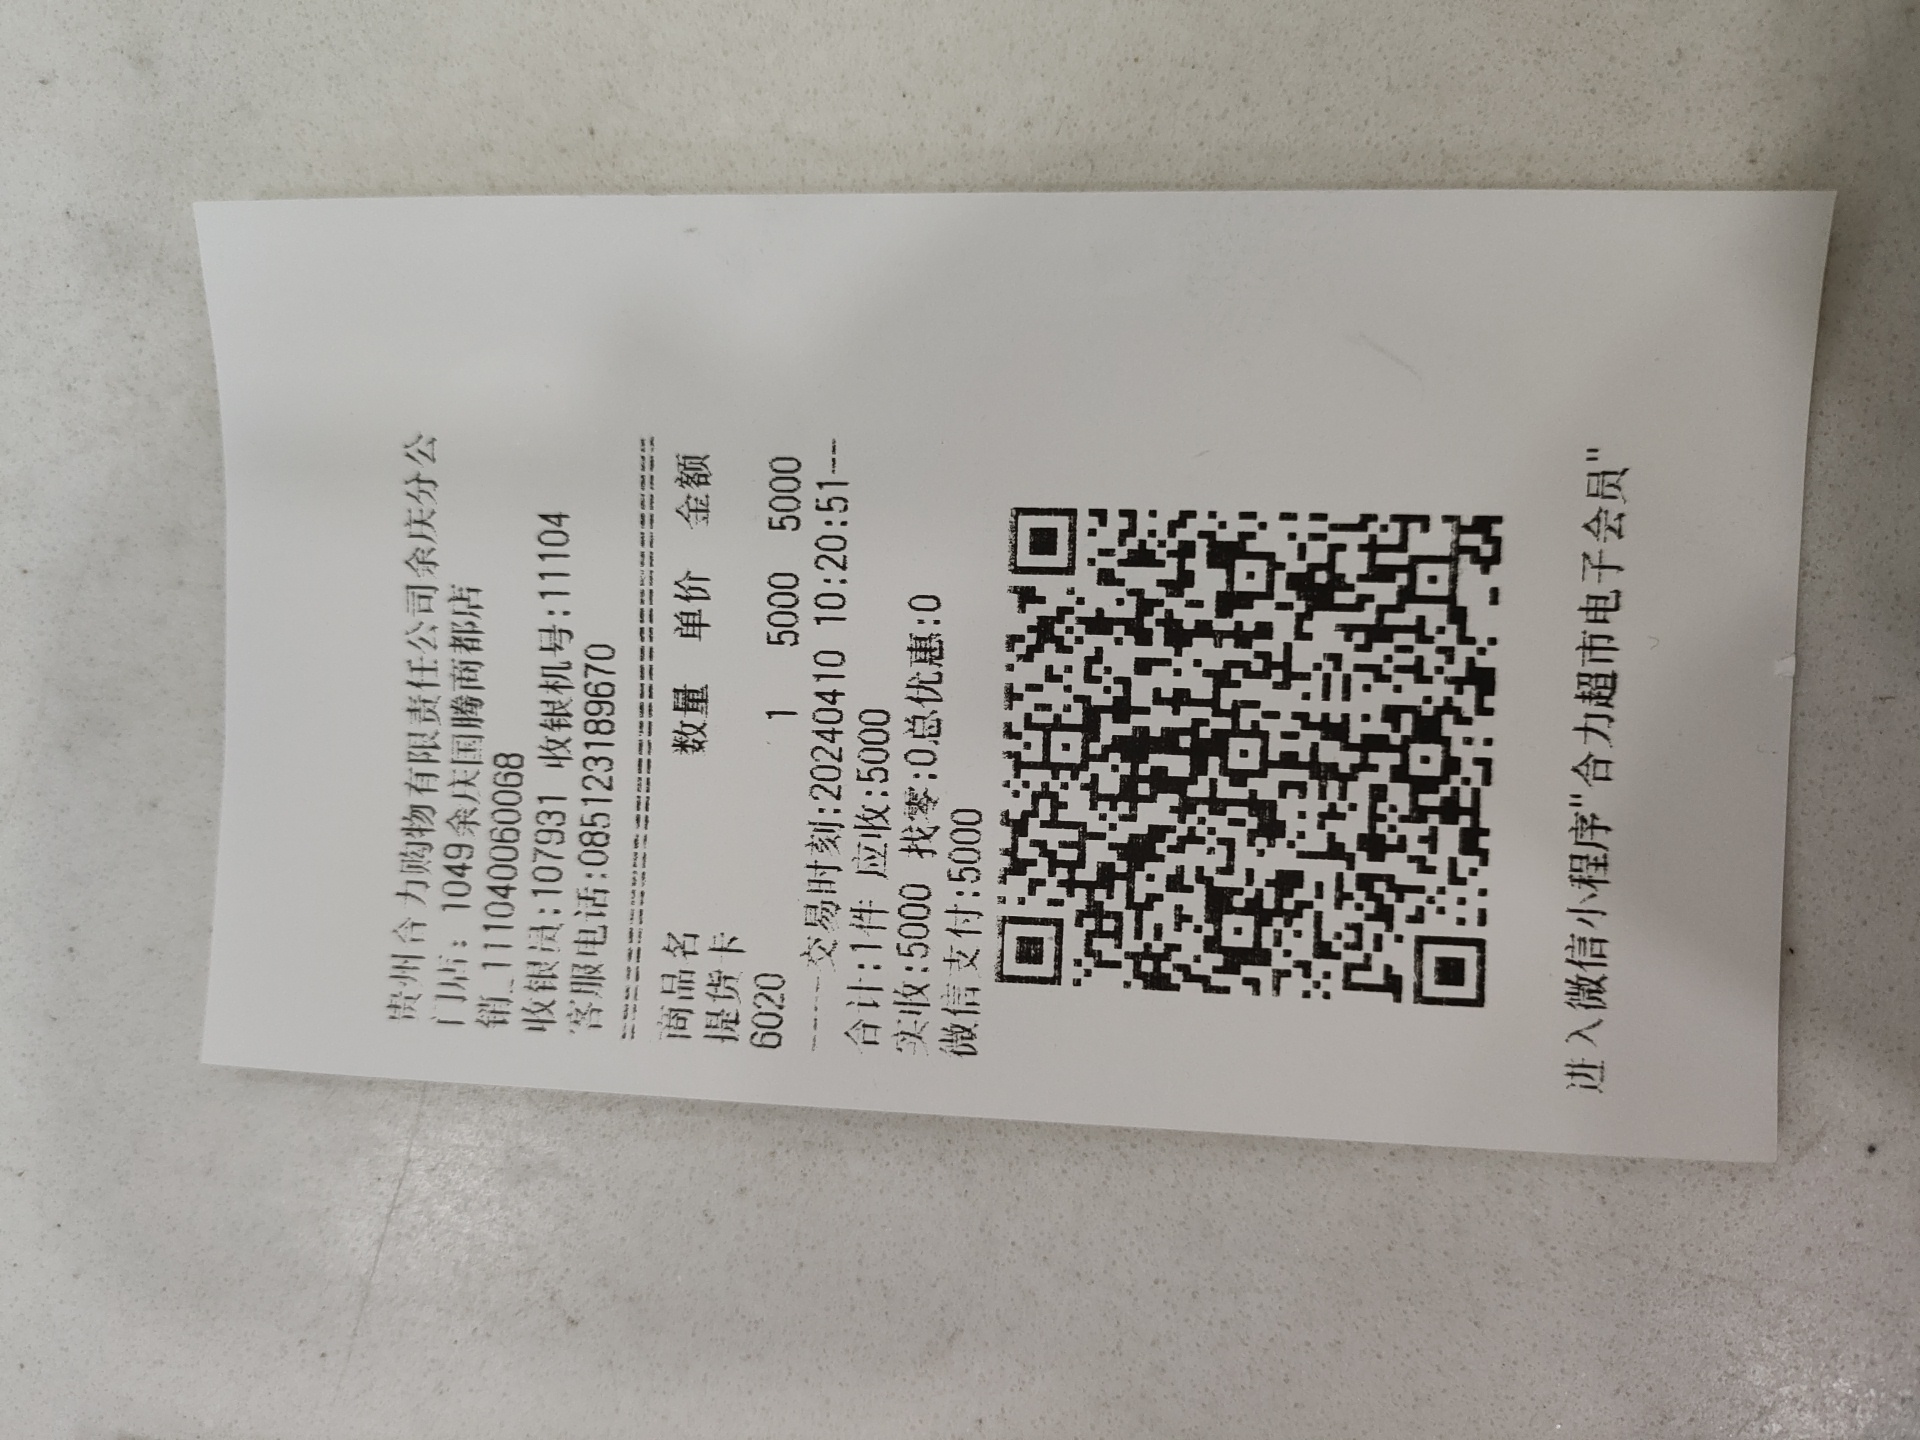 贵州合力购物有限责任公司余庆分公
门店: 1049余庆国腾商都店
销_111040060068
收银员:107931 收银机号:11104
客服电话:085123189670
商品名 数量 单价 金额
提货卡
6020 1 5000 5000
-----交易时刻:20240410 10:20:51--
合计:1件 应收:5000
实收:5000 找零:0总优惠:0
微信支付:5000
进入微信小程序"合力超市电子会员"